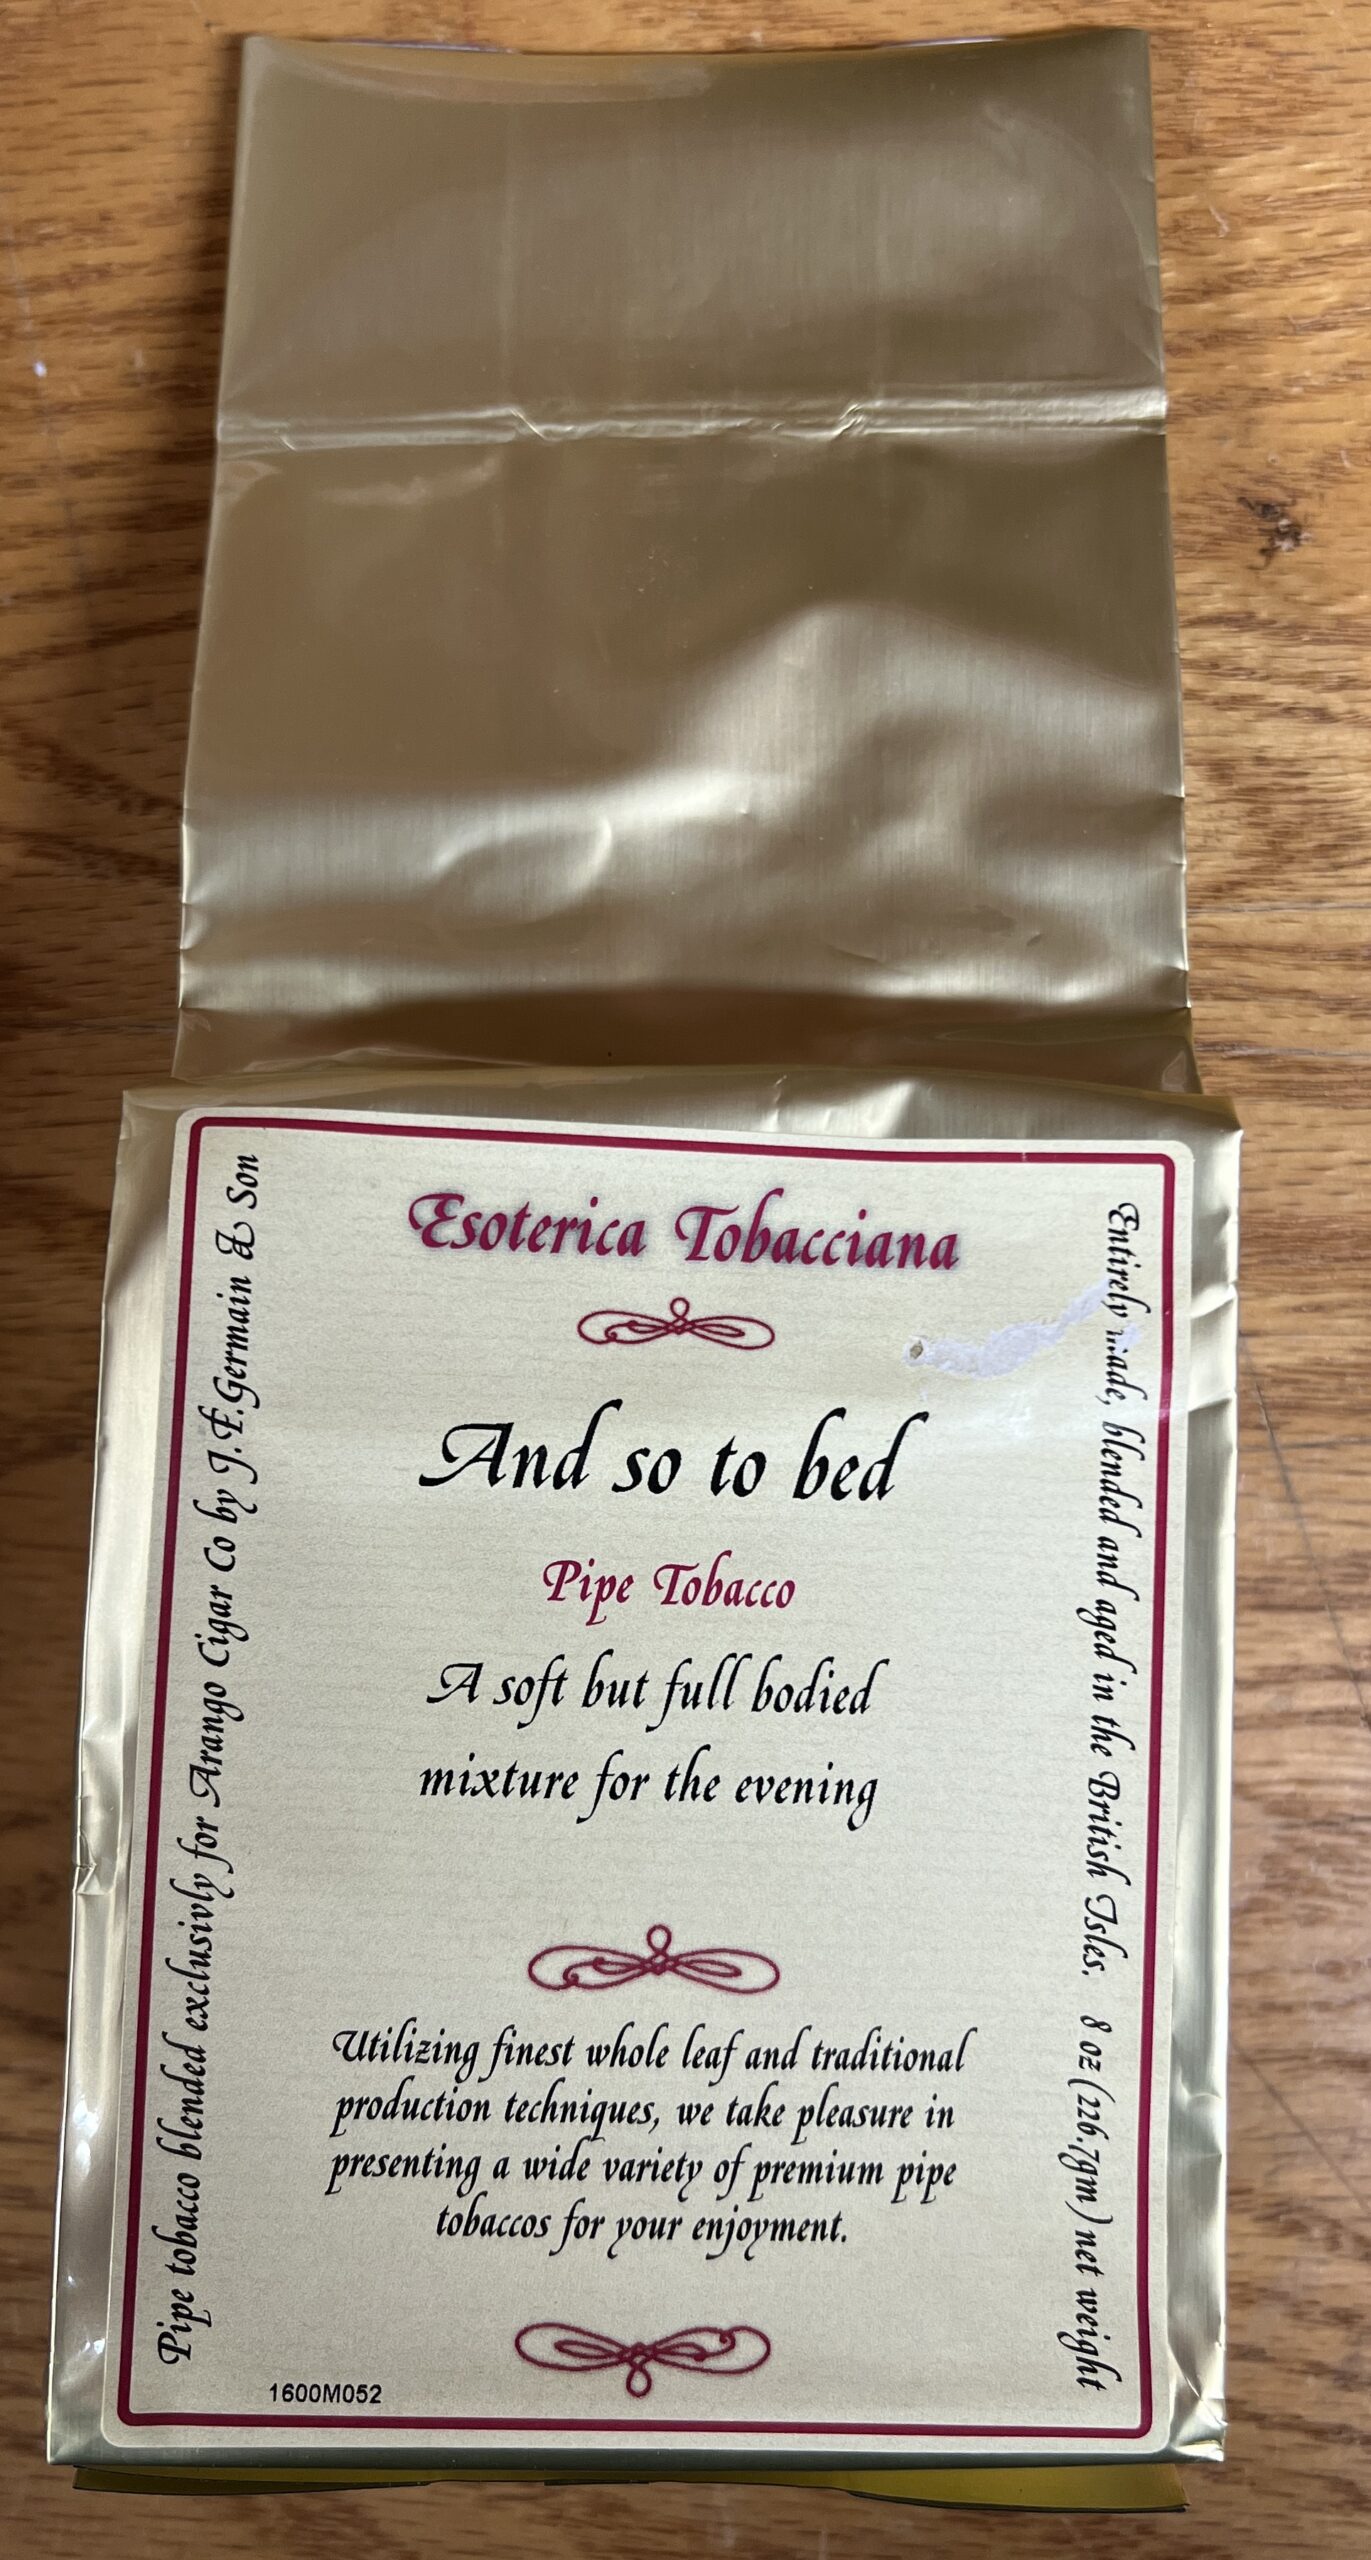 Esoterica Tobacciana
And so to bed
Pipe Tobacco
A soft but full bodied
mixture for the evening
Utilizing finest whole leaf and traditional
production techniques, we take pleasure in
presenting a wide variety of premium pipe
tobaccos for your enjoyment.
1600M052
Pipe tobacco blended exclusivly for Arango Cigar Co by J.F.Germain & Son
Entirely made, blended and aged in the British Isles. 8 oz (226.7gm) net weight